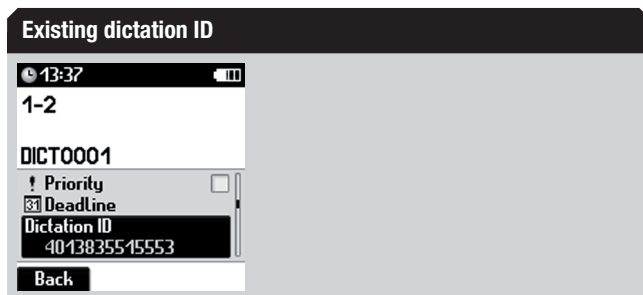 Existing dictation ID
13:37
1-2
DICT0001
Priority
31 Deadline
Dictation ID
4013835515553
Back